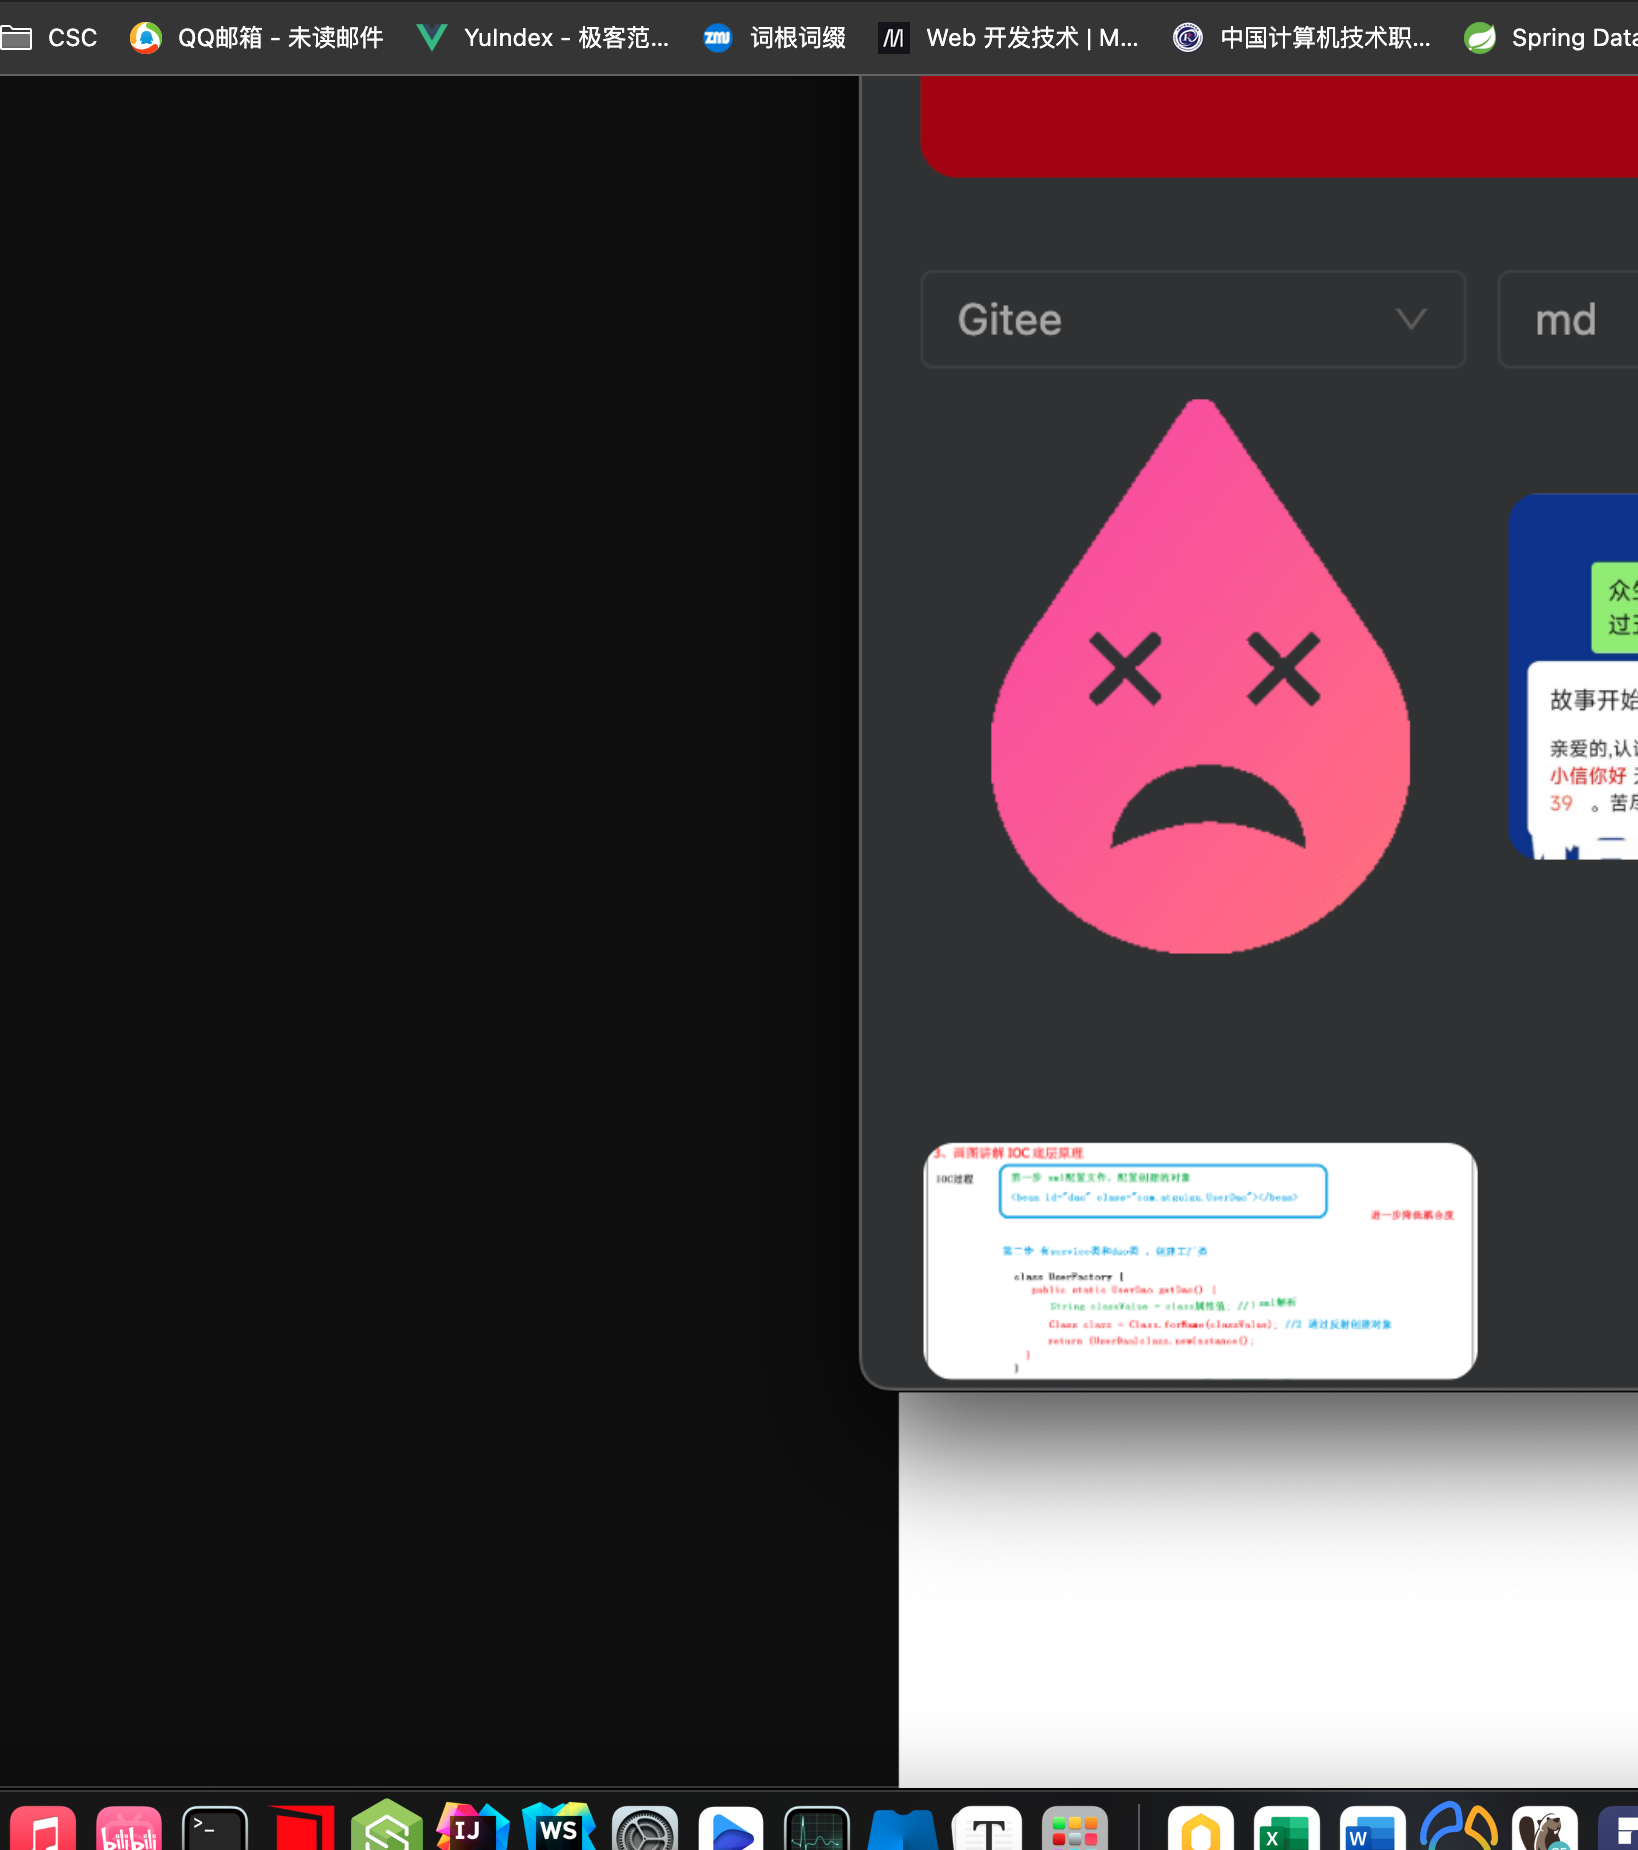 CSC
QQ邮箱 - 未读邮件
YuIndex - 极客范...
词根词缀
Web 开发技术 | M...
中国计算机技术职...
Spring Data
Gitee
md
众
过
故事开始
亲爱的,认
小信你好
39 。苦尽
3、画图讲解 IOC 底层原理
IOC过程
第一步 xml配置文件，配置创建的对象
<bean id="dao" class="com.atguigu.UserDao"></bean>
进一步降低耦合度
第二步 有service类和dao类 ，创建工厂类
class UserFactory {
public static UserDao getDao() {
String classValue = class属性值; //1 xml解析
Class clazz = Class.forName(classValue); //2 通过反射创建对象
return (UserDao)clazz.newInstance();
}
}
bilibili
>_
IJ
WS
T
X
W